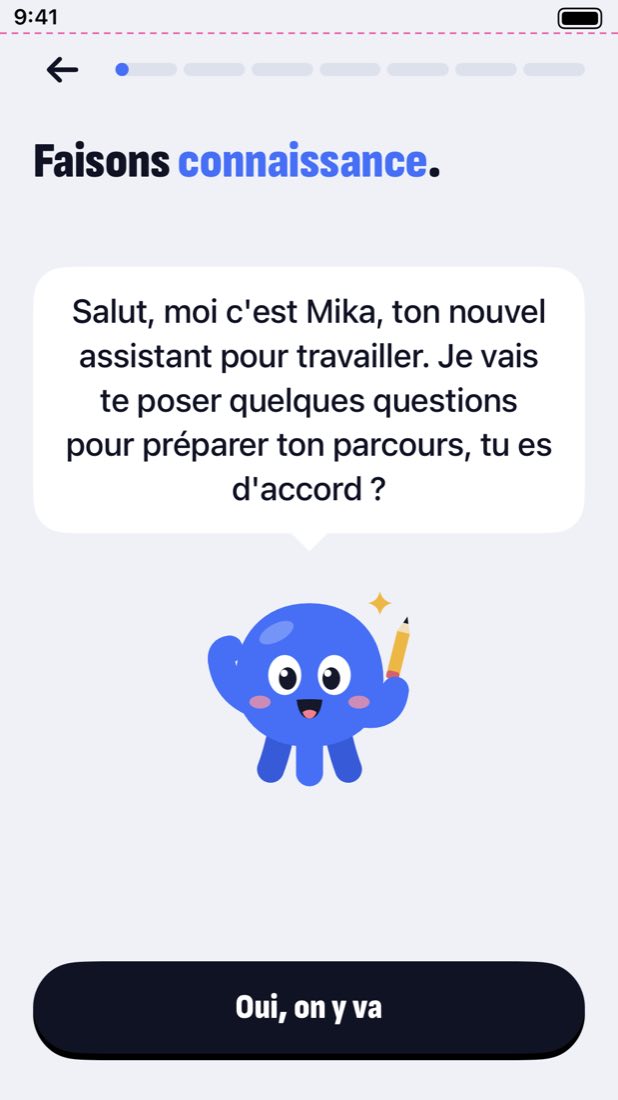 9:41
Faisons connaissance.
Salut, moi c'est Mika, ton nouvel
assistant pour travailler. Je vais
te poser quelques questions
pour préparer ton parcours, tu es
d'accord ?
Oui, on y va